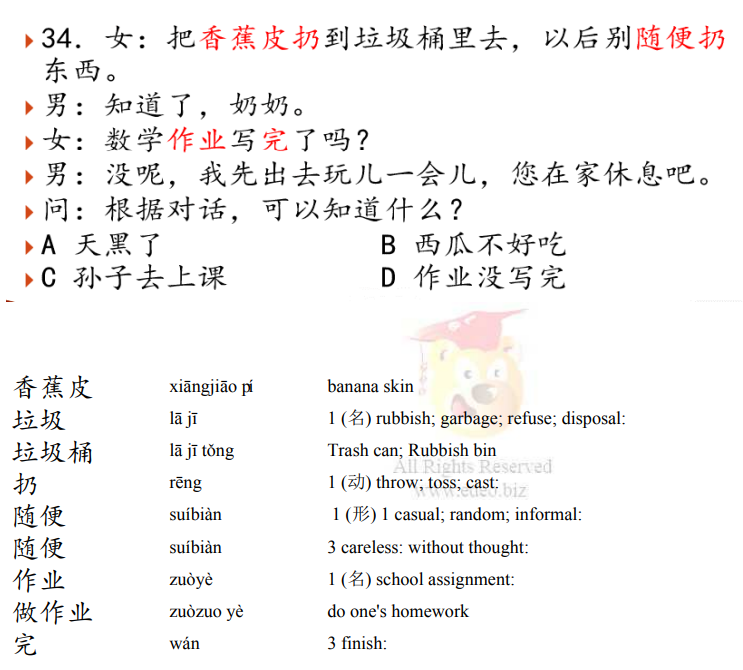 34. 女：把香蕉皮扔到垃圾桶里去，以后别随便扔
东西。
男：知道了，奶奶。
女：数学作业写完了吗？
男：没呢，我先出去玩儿一会儿，您在家休息吧。
问：根据对话，可以知道什么？
A 天黑了 B 西瓜不好吃
C 孙子去上课 D 作业没写完
香蕉皮 xiāngjiāo pí banana skin
垃圾 lā jī 1 (名) rubbish; garbage; refuse; disposal:
垃圾桶 lā jī tǒng Trash can; Rubbish bin
All Rights Reserved
扔 rēng 1 (动) throw; toss; cast:
www.edeo.biz
随便 suíbiàn 1 (形) 1 casual; random; informal:
随便 suíbiàn 3 careless: without thought:
作业 zuòyè 1 (名) school assignment:
做作业 zuòzuo yè do one's homework
完 wán 3 finish: